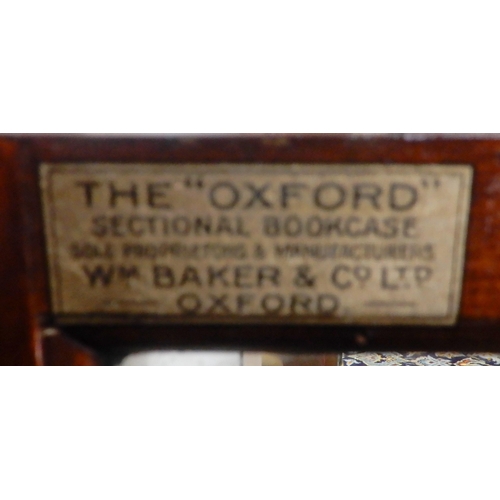 THE "OXFORD"
SECTIONAL BOOKCASE
SOLE PROPRIETORS & MANUFACTURERS
WM BAKER & CO LTD
OXFORD.